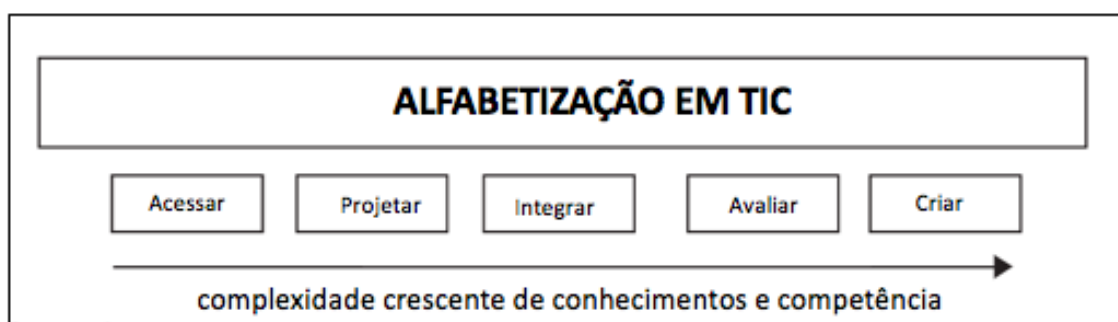 ALFABETIZAÇÃO EM TIC
Acessar Projetar Integrar Avaliar Criar
complexidade crescente de conhecimentos e competência